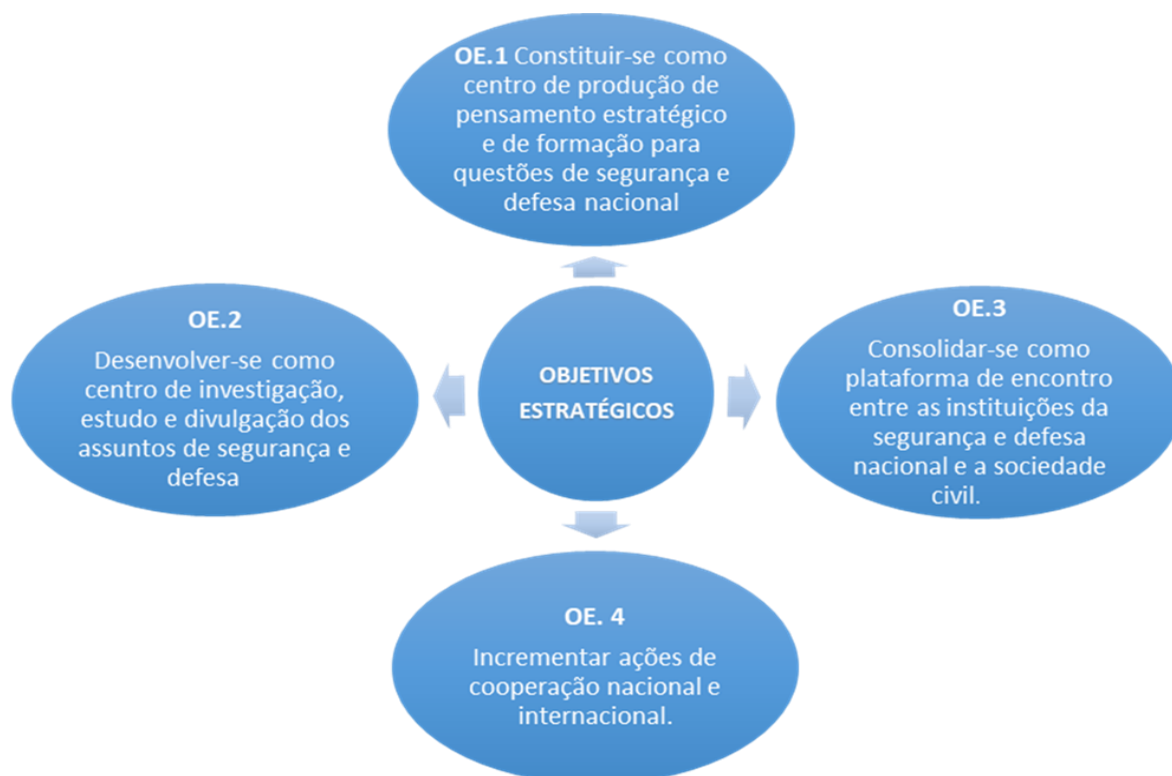 OE.1 Constituir-se como
centro de produção de
pensamento estratégico
e de formação para
questões de segurança e
defesa nacional
OE.2
Desenvolver-se como
centro de investigação,
estudo e divulgação dos
assuntos de segurança e
defesa
OBJETIVOS
ESTRATÉGICOS
OE.3
Consolidar-se como
plataforma de encontro
entre as instituições da
segurança e defesa
nacional e a sociedade
civil.
OE. 4
Incrementar ações de
cooperação nacional e
internacional.